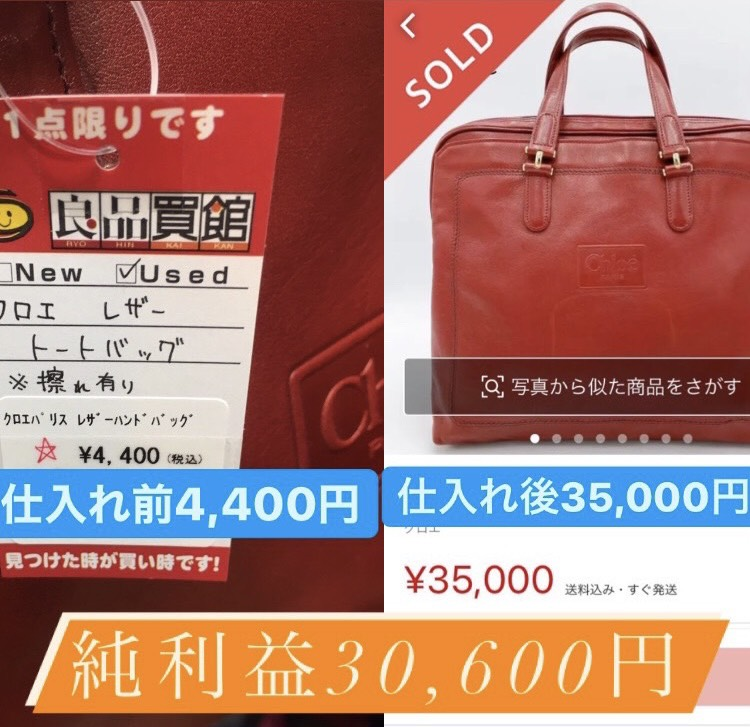 1点限りです
良品買館
RYO HIN KAI KAN
New ✓Used
クロエ レザー
トートバッグ
※擦れ有り
クロエパリス レザーハンドバッグ
¥4,400(税込)
仕入れ前4,400円
見つけた時が買い時です!
SOLD
Chloé
写真から似た商品をさがす
仕入れ後35,000円
クロエ
¥35,000 送料込み・すぐ発送
純利益30,600円